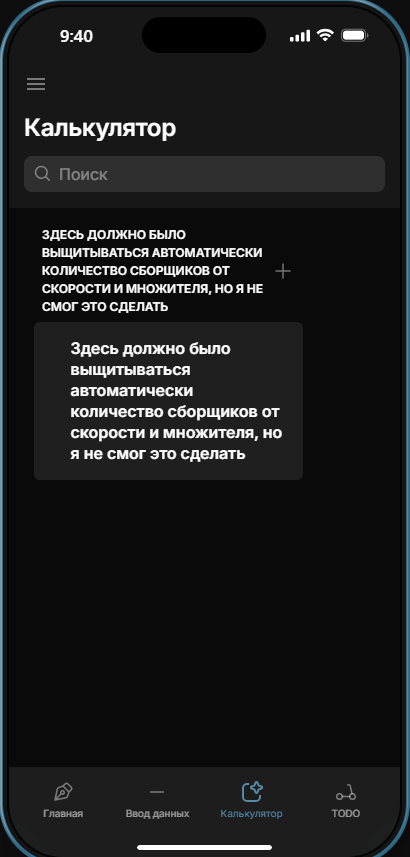 9:40
Калькулятор
Поиск
ЗДЕСЬ ДОЛЖНО БЫЛО
ВЫЩИТЫВАТЬСЯ АВТОМАТИЧЕСКИ
КОЛИЧЕСТВО СБОРЩИКОВ ОТ
СКОРОСТИ И МНОЖИТЕЛЯ, НО Я НЕ
СМОГ ЭТО СДЕЛАТЬ
Здесь должно было
выщитываться
автоматически
количество сборщиков от
скорости и множителя, но
я не смог это сделать
Главная
Ввод данных
Калькулятор
TODO